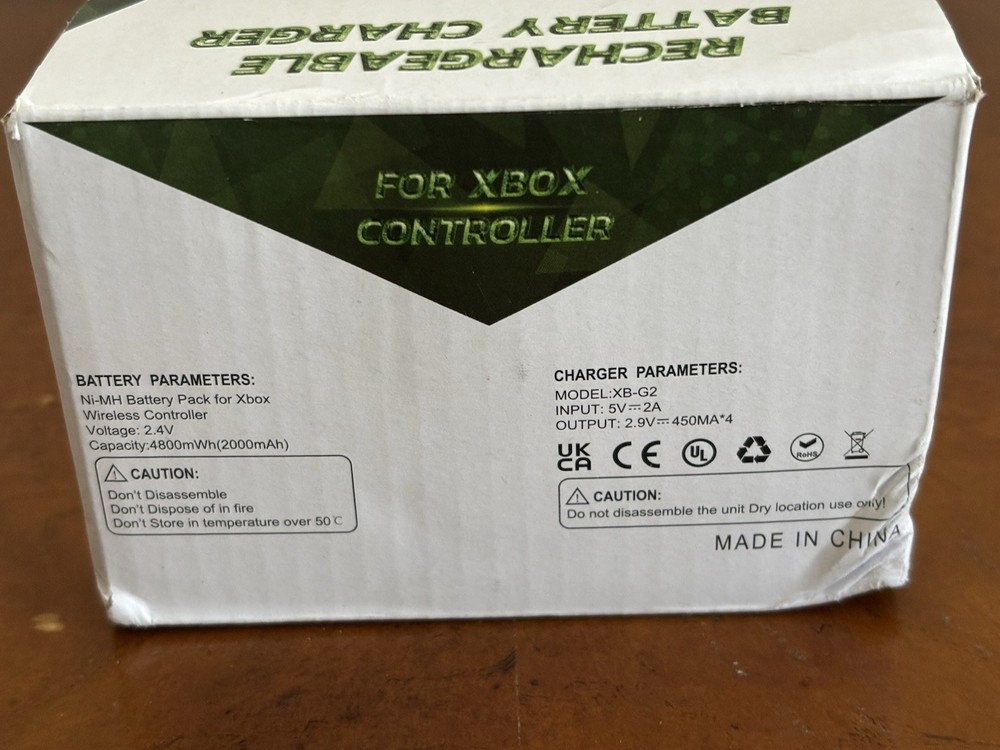 RECHARGEABLE
BATTERY CHARGER
FOR XBOX
CONTROLLER
BATTERY PARAMETERS:
Ni-MH Battery Pack for Xbox
Wireless Controller
Voltage: 2.4V
Capacity:4800mWh(2000mAh)
CAUTION:
Don't Disassemble
Don't Dispose of in fire
Don't Store in temperature over 50℃
CHARGER PARAMETERS:
MODEL:XB-G2
INPUT: 5V⎓2A
OUTPUT: 2.9V⎓450MA*4
UK
CA
CE
UL
RoHS
CAUTION:
Do not disassemble the unit Dry location use only!
MADE IN CHINA